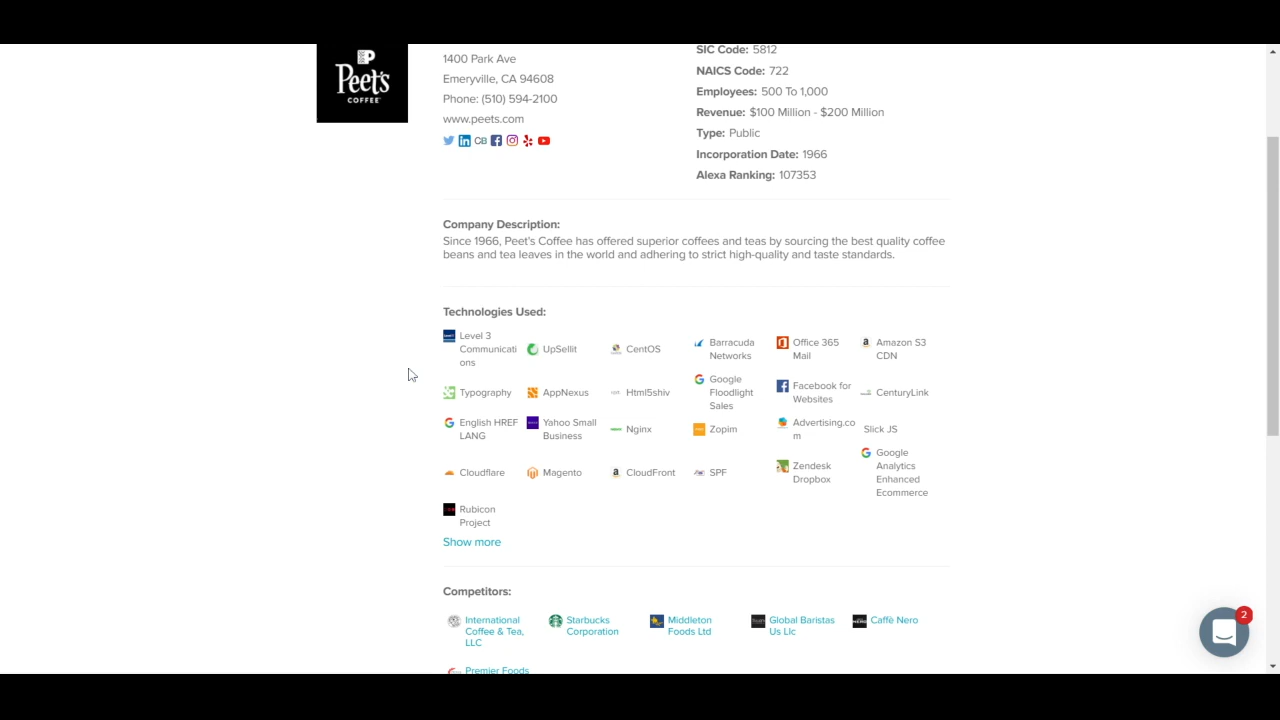 Peet's
COFFEE
1400 Park Ave
Emeryville, CA 94608
Phone: (510) 594-2100
www.peets.com
CB
SIC Code: 5812
NAICS Code: 722
Employees: 500 To 1,000
Revenue: $100 Million - $200 Million
Type: Public
Incorporation Date: 1966
Alexa Ranking: 107353
Company Description:
Since 1966, Peet's Coffee has offered superior coffees and teas by sourcing the best quality coffee
beans and tea leaves in the world and adhering to strict high-quality and taste standards.
Technologies Used:
Level 3
Communicati
ons
UpSellit
CentOS
Barracuda
Networks
Office 365
Mail
Amazon S3
CDN
Typography
AppNexus
Html5shiv
Google
Floodlight
Sales
Facebook for
Websites
CenturyLink
English HREF
LANG
Yahoo Small
Business
Nginx
Zopim
Advertising.co
m
Slick JS
Cloudflare
Magento
CloudFront
SPF
Zendesk
Dropbox
Google
Analytics
Enhanced
Ecommerce
Rubicon
Project
Show more
Competitors:
International
Coffee & Tea,
LLC
Starbucks
Corporation
Middleton
Foods Ltd
Global Baristas
Us Llc
Caffè Nero
Premier Foods
2